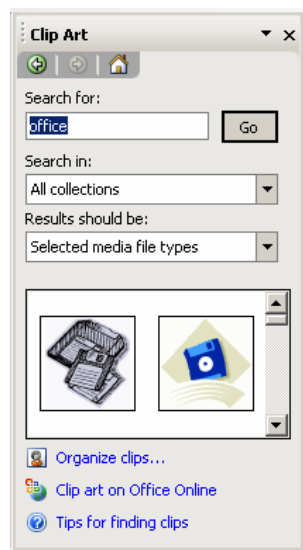 Clip Art
Search for:
office
Go
Search in:
All collections
Results should be:
Selected media file types
Organize clips...
Clip art on Office Online
Tips for finding clips